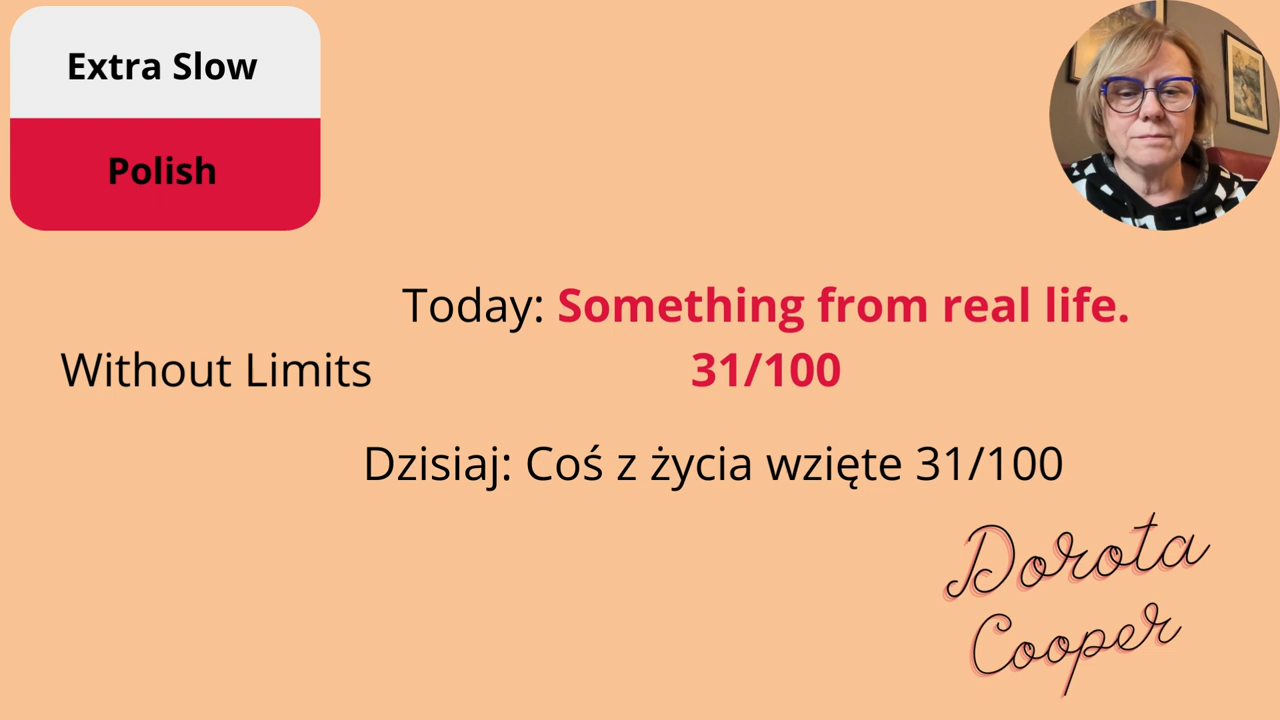 Extra Slow
Polish
Today: Something from real life.
Without Limits 31/100
Dzisiaj: Coś z życia wzięte 31/100
Dorota
Cooper